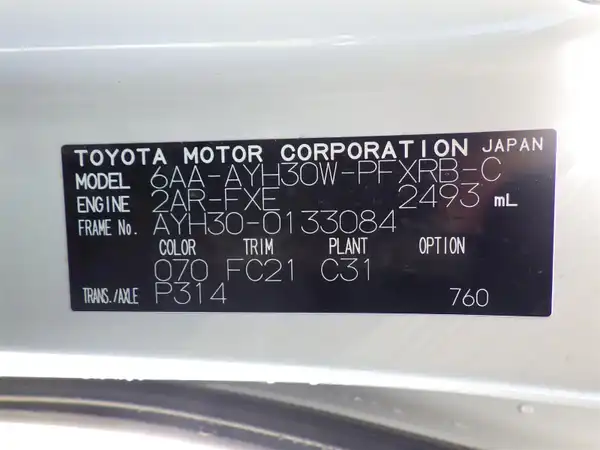 TOYOTA MOTOR CORPORATION JAPAN
MODEL 6AA-AYH30W-PFXRB-C
ENGINE 2AR-FXE 2493 mL
FRAME No. AYH30-0133084
COLOR TRIM PLANT OPTION
070 FC21 C31
TRANS./AXLE P314 760